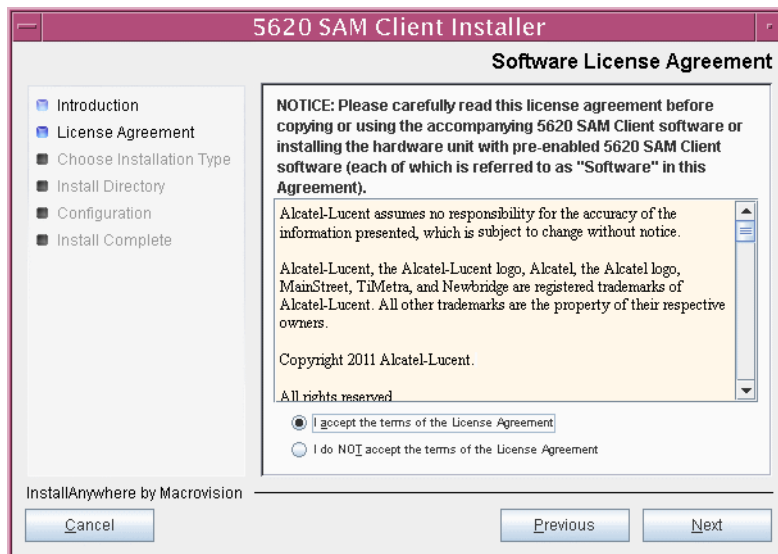 5620 SAM Client Installer
Software License Agreement
Introduction
License Agreement
Choose Installation Type
Install Directory
Configuration
Install Complete
NOTICE: Please carefully read this license agreement before
copying or using the accompanying 5620 SAM Client software or
installing the hardware unit with pre-enabled 5620 SAM Client
software (each of which is referred to as "Software" in this
Agreement).
Alcatel-Lucent assumes no responsibility for the accuracy of the
information presented, which is subject to change without notice.
Alcatel-Lucent, the Alcatel-Lucent logo, Alcatel, the Alcatel logo,
MainStreet, TiMetra, and Newbridge are registered trademarks of
Alcatel-Lucent. All other trademarks are the property of their respective
owners.
Copyright 2011 Alcatel-Lucent.
All rights reserved
I accept the terms of the License Agreement
I do NOT accept the terms of the License Agreement
InstallAnywhere by Macrovision
Cancel
Previous
Next